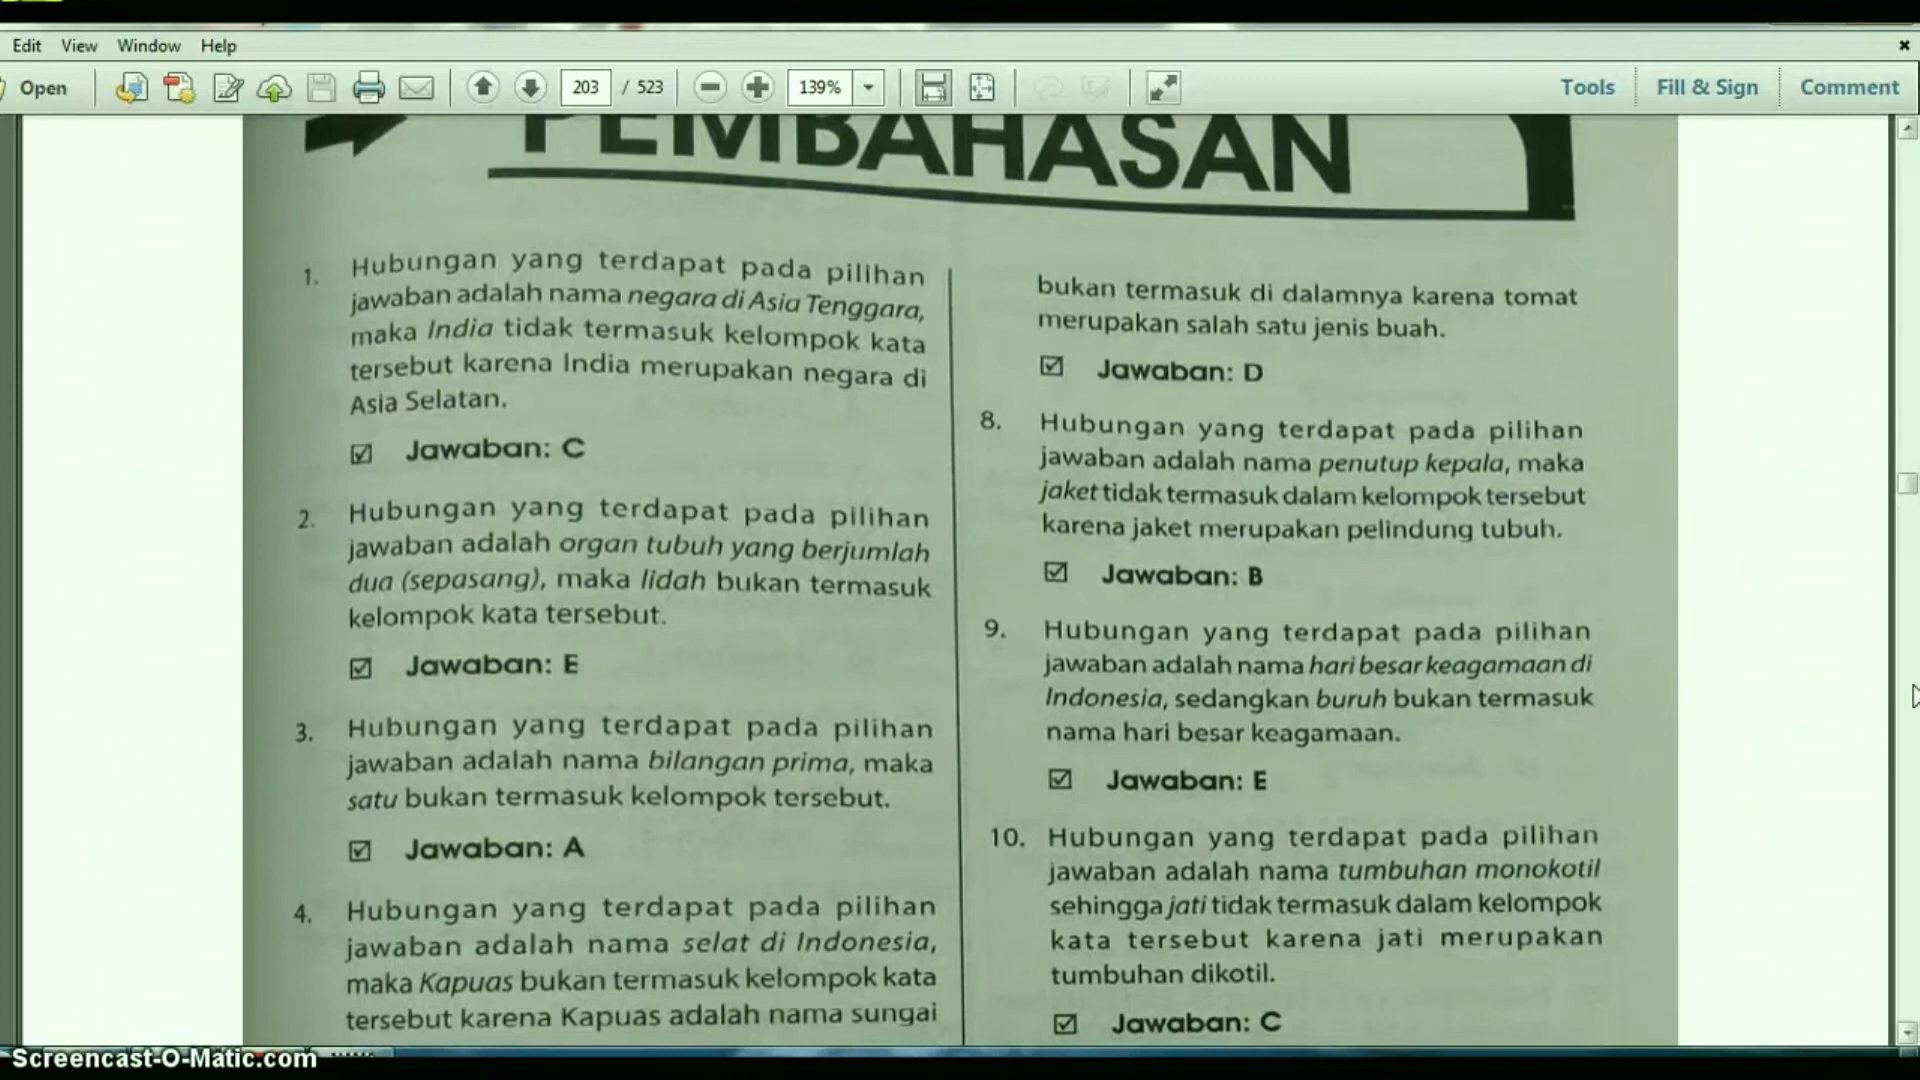 Edit View Window Help
Open 203 / 523 139% Tools Fill & Sign Comment
PEMBAHASAN
1. Hubungan yang terdapat pada pilihan
jawaban adalah nama negara di Asia Tenggara,
maka India tidak termasuk kelompok kata
tersebut karena India merupakan negara di
Asia Selatan.
Jawaban: C
2. Hubungan yang terdapat pada pilihan
jawaban adalah organ tubuh yang berjumlah
dua (sepasang), maka lidah bukan termasuk
kelompok kata tersebut.
Jawaban: E
3. Hubungan yang terdapat pada pilihan
jawaban adalah nama bilangan prima, maka
satu bukan termasuk kelompok tersebut.
Jawaban: A
4. Hubungan yang terdapat pada pilihan
jawaban adalah nama selat di Indonesia,
maka Kapuas bukan termasuk kelompok kata
tersebut karena Kapuas adalah nama sungai
bukan termasuk di dalamnya karena tomat
merupakan salah satu jenis buah.
Jawaban: D
8. Hubungan yang terdapat pada pilihan
jawaban adalah nama penutup kepala, maka
jaket tidak termasuk dalam kelompok tersebut
karena jaket merupakan pelindung tubuh.
Jawaban: B
9. Hubungan yang terdapat pada pilihan
jawaban adalah nama hari besar keagamaan di
Indonesia, sedangkan buruh bukan termasuk
nama hari besar keagamaan.
Jawaban: E
10. Hubungan yang terdapat pada pilihan
jawaban adalah nama tumbuhan monokotil
sehingga jati tidak termasuk dalam kelompok
kata tersebut karena jati merupakan
tumbuhan dikotil.
Jawaban: C
Screencast-O-Matic.com